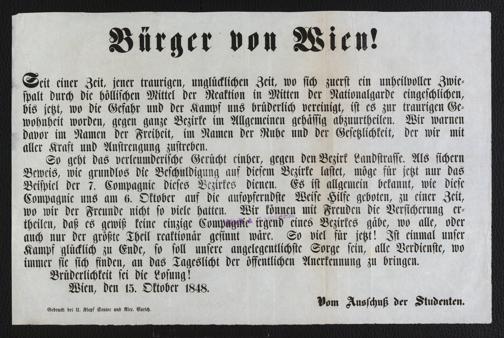 Bürger von Wien!
Seit einer Zeit, jener traurigen, unglücklichen Zeit, wo sich zuerst ein unheilvoller Zwie-
spalt durch die höllischen Mittel der Reaktion in Mitten der Nationalgarde eingeschlichen,
bis jetzt, wo die Gefahr und der Kampf uns brüderlich vereinigt, ist es zur traurigen Ge-
wohnheit worden, gegen ganze Bezirke im Allgemeinen gehässig abzuurtheilen. Wir warnen
davor im Namen der Freiheit, im Namen der Ruhe und der Gesetzlichkeit, der wir mit
aller Kraft und Anstrengung zustreben.
So geht das verleumderische Gerücht einher, gegen den Bezirk Landstraße. Als sichern
Beweis, wie grundlos die Beschuldigung auf diesem Bezirke lastet, möge für jetzt nur das
Beispiel der 7. Compagnie dieses Bezirkes dienen. Es ist allgemein bekannt, wie diese
Compagnie uns am 6. Oktober auf die aufopferndste Weise Hilfe geboten, zu einer Zeit,
wo wir der Freunde nicht so viele hatten. Wir können mit Freuden die Versicherung er-
theilen, daß es gewiß keine einzige Compagnie irgend eines Bezirkes gäbe, wo alle, oder
auch nur der größte Theil reaktionär gesinnt wäre. So viel für jetzt! Ist einmal unser
Kampf glücklich zu Ende, so soll unsere angelegentlichste Sorge sein, alle Verdienste, wo
immer sie sich finden, an das Tageslicht der öffentlichen Anerkennung zu bringen.
Brüderlichkeit sei die Losung!
Wien, den 15. Oktober 1848.
Vom Ausschuß der Studenten.
Gedruckt bei U. Klopf Senior und Alex. Eurich.